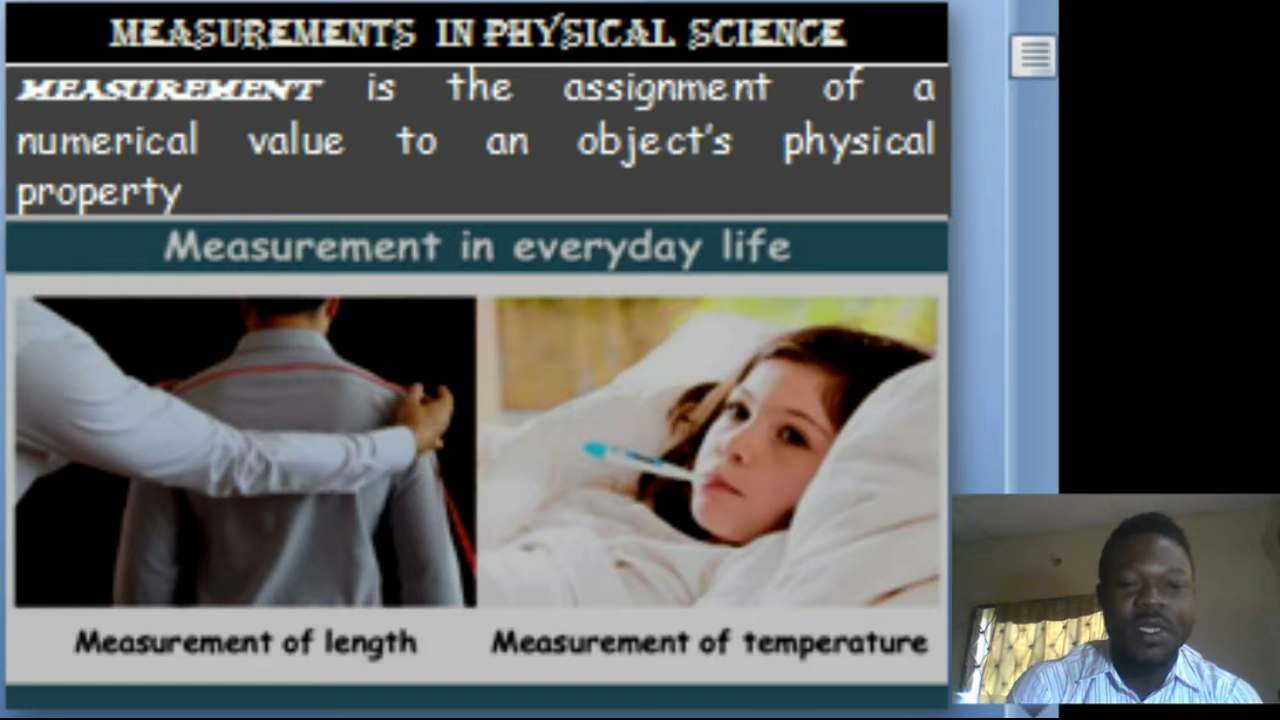 MEASUREMENTS IN PHYSICAL SCIENCE
MEASUREMENT is the assignment of a
numerical value to an object's physical
property
Measurement in everyday life
Measurement of length
Measurement of temperature